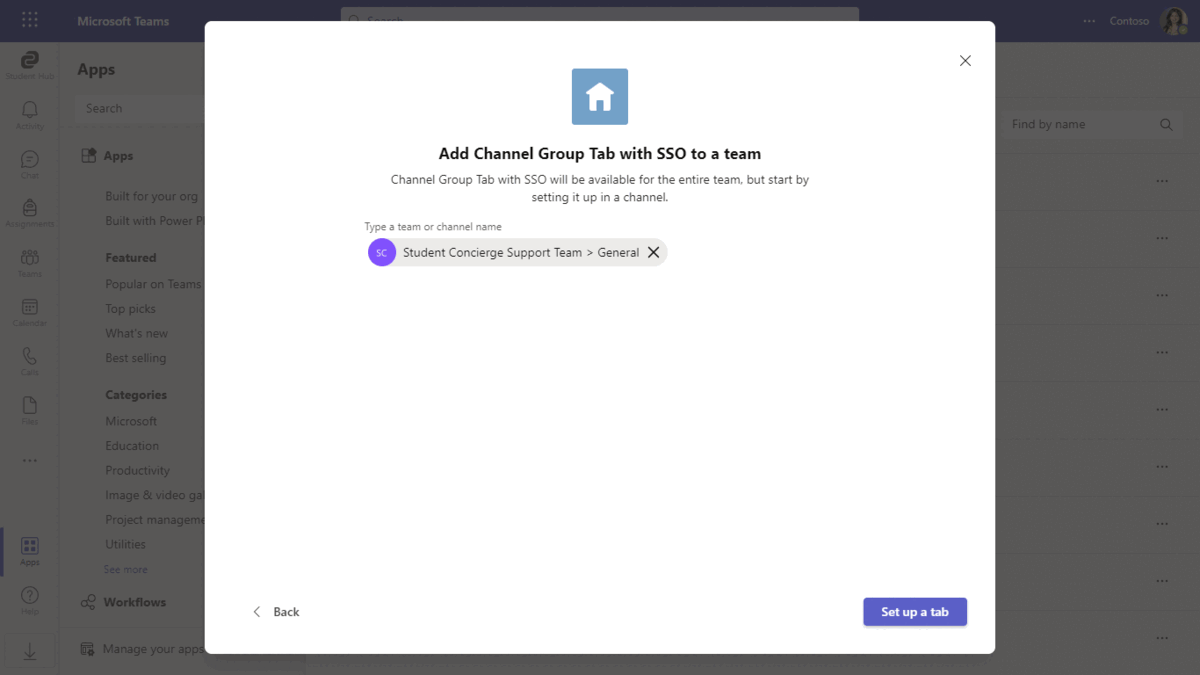 Microsoft Teams
Search
Contoso
Student Hub
Activity
Chat
Assignments
Teams
Calendar
Calls
Files
Apps
Help
Apps
Search
Apps
Built for your org
Built with Power
Featured
Popular on Teams
Top picks
What's new
Best selling
Categories
Microsoft
Education
Productivity
Image & video
Project
Utilities
See more
Workflows
Manage your apps
Find by name
Add Channel Group Tab with SSO to a team
Channel Group Tab with SSO will be available for the entire team, but start by
setting it up in a channel.
Type a team or channel name
SC Student Concierge Support Team > General
Back
Set up a tab